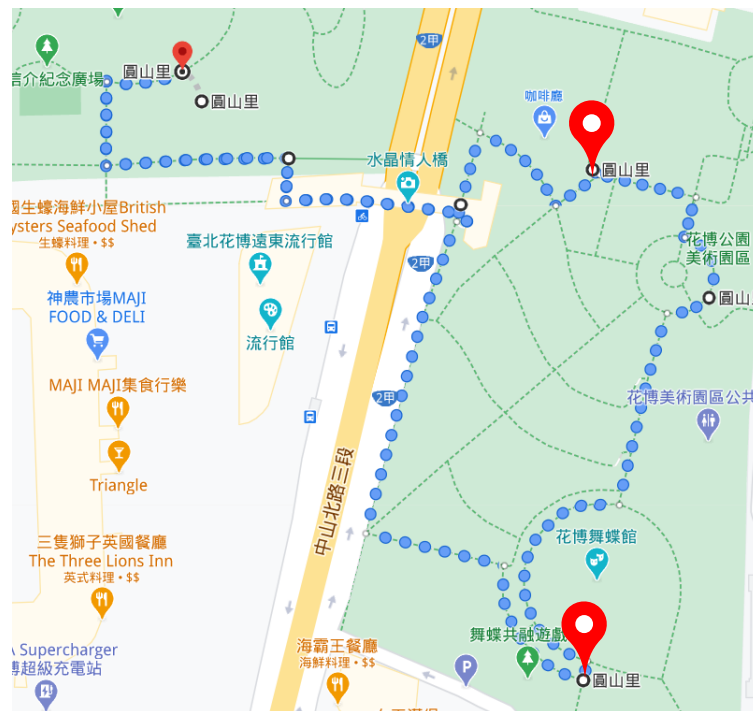 2甲
圓山里
信介紀念廣場
圓山里
咖啡廳
圓山里
水晶情人橋
國生蠔海鮮小屋British
ysters Seafood Shed
生蠔料理・$$
臺北花博遠東流行館
2甲
花博公園
美術園區
神農市場MAJI
FOOD & DELI
流行館
圓山
MAJI MAJI集食行樂
2甲
花博美術園區公共
Triangle
中山北路三段
三隻獅子英國餐廳
The Three Lions Inn
英式料理・$$
花博舞蝶館
舞蝶共融遊戲
A Supercharger
博超級充電站
海霸王餐廳
海鮮料理・$$
P
圓山里